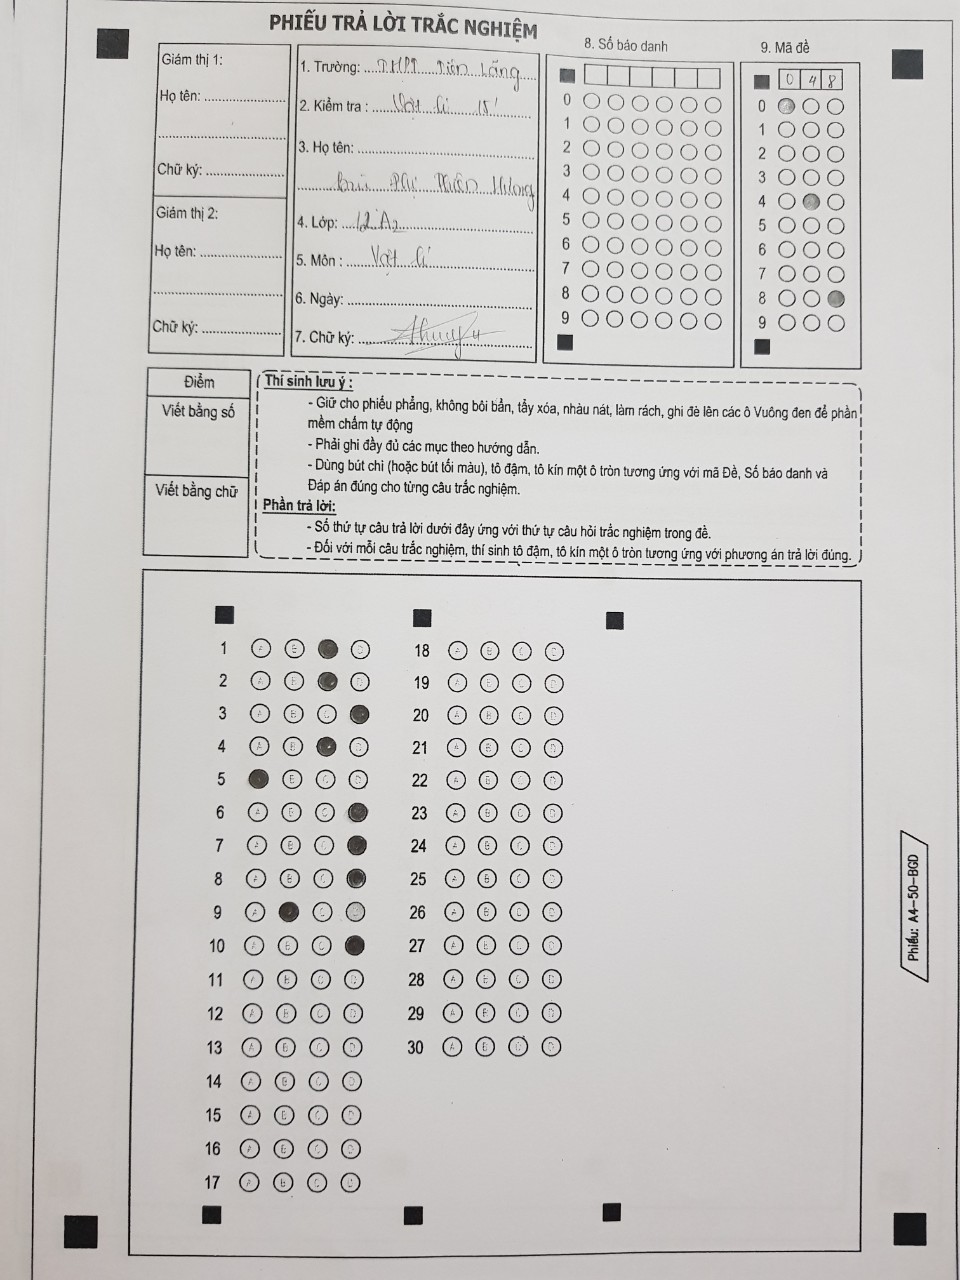 PHIẾU TRẢ LỜI TRẮC NGHIỆM
Giám thị 1:
Họ tên:
Chữ ký:
Giám thị 2:
Họ tên:
Chữ ký:
1. Trường: THPT Tiên Lãng
2. Kiểm tra : Vật lí 15'
3. Họ tên:
4. Lớp: 12A2
5. Môn : Vật lí
6. Ngày:
7. Chữ ký:
8. Số báo danh
0
1
2
3
4
5
6
7
8
9
9. Mã đề
0 4 8
0
1
2
3
4
5
6
7
8
9
Điểm
Viết bằng số
Viết bằng chữ
Thí sinh lưu ý :
- Giữ cho phiếu phẳng, không bôi bẩn, tẩy xóa, nhàu nát, làm rách, ghi đè lên các ô Vuông đen để phần
mềm chấm tự động
- Phải ghi đầy đủ các mục theo hướng dẫn.
- Dùng bút chì (hoặc bút tối màu), tô đậm, tô kín một ô tròn tương ứng với mã Đề, Số báo danh và
Đáp án đúng cho từng câu trắc nghiệm.
Phần trả lời:
- Số thứ tự câu trả lời dưới đây ứng với thứ tự câu hỏi trắc nghiệm trong đề.
- Đối với mỗi câu trắc nghiệm, thí sinh tô đậm, tô kín một ô tròn tương ứng với phương án trả lời đúng.
1 A B D
2 A B D
3 A B C
4 A B D
5 B C D
6 A B C
7 A B C
8 A B C
9 A C D
10 A B C
11 A B C D
12 A B C D
13 A B C D
14 A B C D
15 A B C D
16 A B C D
17 A B C D
18 A B C D
19 A B C D
20 A B C D
21 A B C D
22 A B C D
23 A B C D
24 A B C D
25 A B C D
26 A B C D
27 A B C D
28 A B C D
29 A B C D
30 A B C D
Phiếu: A4-50-BGD